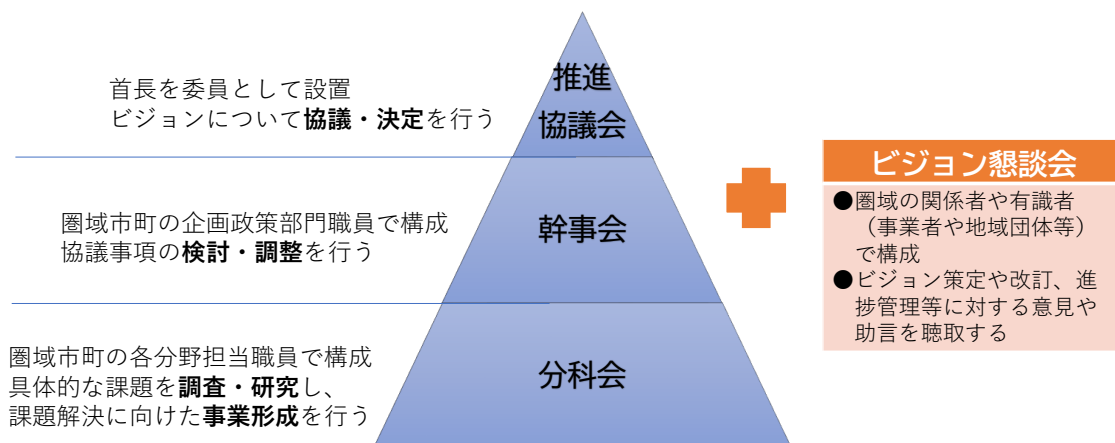 首長を委員として設置
ビジョンについて協議・決定を行う
推進
協議会
圏域市町の企画政策部門職員で構成
協議事項の検討・調整を行う
幹事会
圏域市町の各分野担当職員で構成
具体的な課題を調査・研究し、
課題解決に向けた事業形成を行う
分科会
ビジョン懇談会
●圏域の関係者や有識者
（事業者や地域団体等）
で構成
●ビジョン策定や改訂、進
捗管理等に対する意見や
助言を聴取する